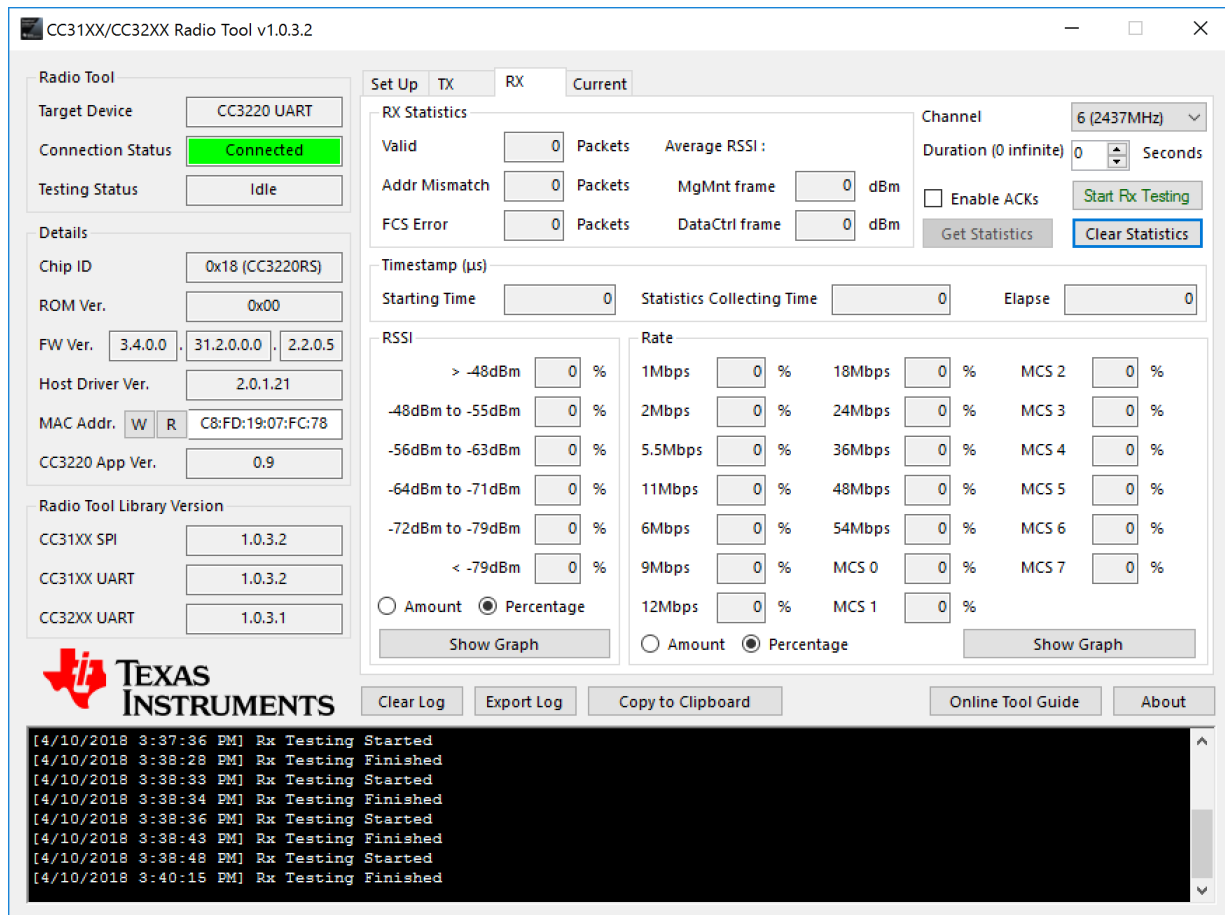 CC31XX/CC32XX Radio Tool v1.0.3.2
Radio Tool
Target Device CC3220 UART
Connection Status Connected
Testing Status Idle
Details
Chip ID 0x18 (CC3220RS)
ROM Ver. 0x00
FW Ver. 3.4.0.0 . 31.2.0.0.0 . 2.2.0.5
Host Driver Ver. 2.0.1.21
MAC Addr. W R C8:FD:19:07:FC:78
CC3220 App Ver. 0.9
Radio Tool Library Version
CC31XX SPI 1.0.3.2
CC31XX UART 1.0.3.2
CC32XX UART 1.0.3.1
TEXAS
INSTRUMENTS
Set Up TX RX Current
RX Statistics
Valid 0 Packets Average RSSI :
Addr Mismatch 0 Packets MgMnt frame 0 dBm
FCS Error 0 Packets DataCtrl frame 0 dBm
Channel 6 (2437MHz)
Duration (0 infinite) 0 Seconds
Enable ACKs Start Rx Testing
Get Statistics Clear Statistics
Timestamp (µs)
Starting Time 0 Statistics Collecting Time 0 Elapse 0
RSSI
> -48dBm 0 %
-48dBm to -55dBm 0 %
-56dBm to -63dBm 0 %
-64dBm to -71dBm 0 %
-72dBm to -79dBm 0 %
< -79dBm 0 %
Amount Percentage
Show Graph
Rate
1Mbps 0 % 18Mbps 0 % MCS 2 0 %
2Mbps 0 % 24Mbps 0 % MCS 3 0 %
5.5Mbps 0 % 36Mbps 0 % MCS 4 0 %
11Mbps 0 % 48Mbps 0 % MCS 5 0 %
6Mbps 0 % 54Mbps 0 % MCS 6 0 %
9Mbps 0 % MCS 0 0 % MCS 7 0 %
12Mbps 0 % MCS 1 0 %
Amount Percentage Show Graph
Clear Log Export Log Copy to Clipboard Online Tool Guide About
[4/10/2018 3:37:36 PM] Rx Testing Started
[4/10/2018 3:38:28 PM] Rx Testing Finished
[4/10/2018 3:38:33 PM] Rx Testing Started
[4/10/2018 3:38:34 PM] Rx Testing Finished
[4/10/2018 3:38:36 PM] Rx Testing Started
[4/10/2018 3:38:43 PM] Rx Testing Finished
[4/10/2018 3:38:48 PM] Rx Testing Started
[4/10/2018 3:40:15 PM] Rx Testing Finished